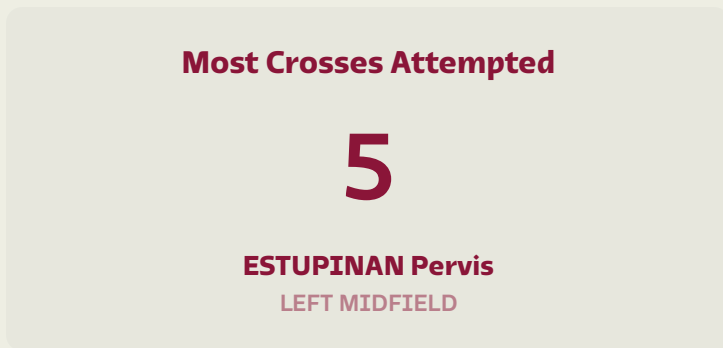 Most Crosses Attempted
5
ESTUPINAN Pervis
LEFT MIDFIELD